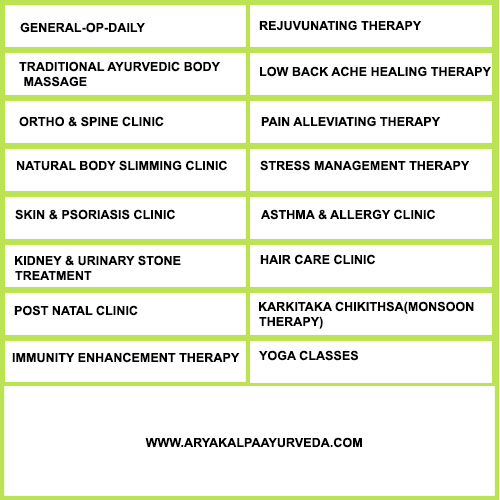 GENERAL-OP-DAILY
REJUVUNATING THERAPY
TRADITIONAL AYURVEDIC BODY
MASSAGE
LOW BACK ACHE HEALING THERAPY
ORTHO & SPINE CLINIC
PAIN ALLEVIATING THERAPY
NATURAL BODY SLIMMING CLINIC
STRESS MANAGEMENT THERAPY
SKIN & PSORIASIS CLINIC
ASTHMA & ALLERGY CLINIC
KIDNEY & URINARY STONE
TREATMENT
HAIR CARE CLINIC
POST NATAL CLINIC
KARKITAKA CHIKITHSA(MONSOON
THERAPY)
IMMUNITY ENHANCEMENT THERAPY
YOGA CLASSES
WWW.ARYAKALPAAYURVEDA.COM